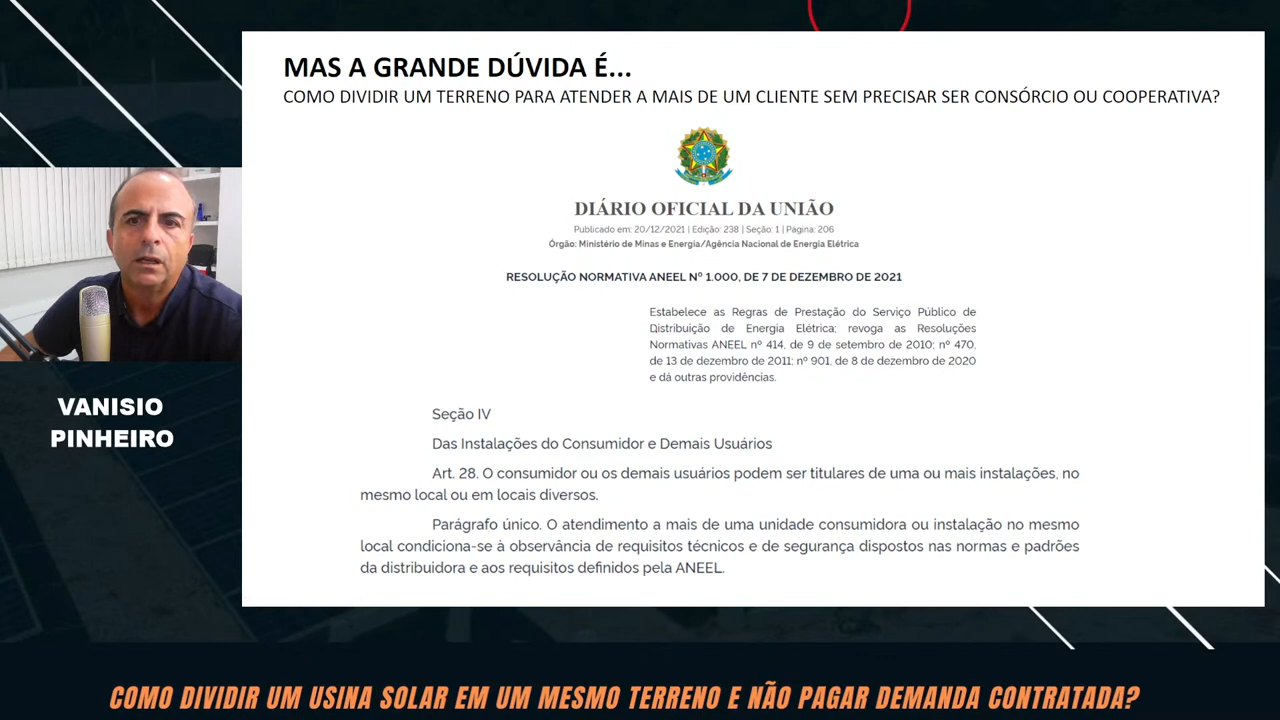 MAS A GRANDE DÚVIDA É...
COMO DIVIDIR UM TERRENO PARA ATENDER A MAIS DE UM CLIENTE SEM PRECISAR SER CONSÓRCIO OU COOPERATIVA?
DIÁRIO OFICIAL DA UNIÃO
Publicado em: 20/12/2021 | Edição: 238 | Seção: 1 | Página: 206
Órgão: Ministério de Minas e Energia/Agência Nacional de Energia Elétrica
RESOLUÇÃO NORMATIVA ANEEL Nº 1.000, DE 7 DE DEZEMBRO DE 2021
Estabelece as Regras de Prestação do Serviço Público de
Distribuição de Energia Elétrica; revoga as Resoluções
Normativas ANEEL nº 414, de 9 de setembro de 2010; nº 470,
de 13 de dezembro de 2011; nº 901, de 8 de dezembro de 2020
e dá outras providências.
Seção IV
Das Instalações do Consumidor e Demais Usuários
Art. 28. O consumidor ou os demais usuários podem ser titulares de uma ou mais instalações, no
mesmo local ou em locais diversos.
Parágrafo único. O atendimento a mais de uma unidade consumidora ou instalação no mesmo
local condiciona-se à observância de requisitos técnicos e de segurança dispostos nas normas e padrões
da distribuidora e aos requisitos definidos pela ANEEL.
VANISIO
PINHEIRO
COMO DIVIDIR UM USINA SOLAR EM UM MESMO TERRENO E NÃO PAGAR DEMANDA CONTRATADA?